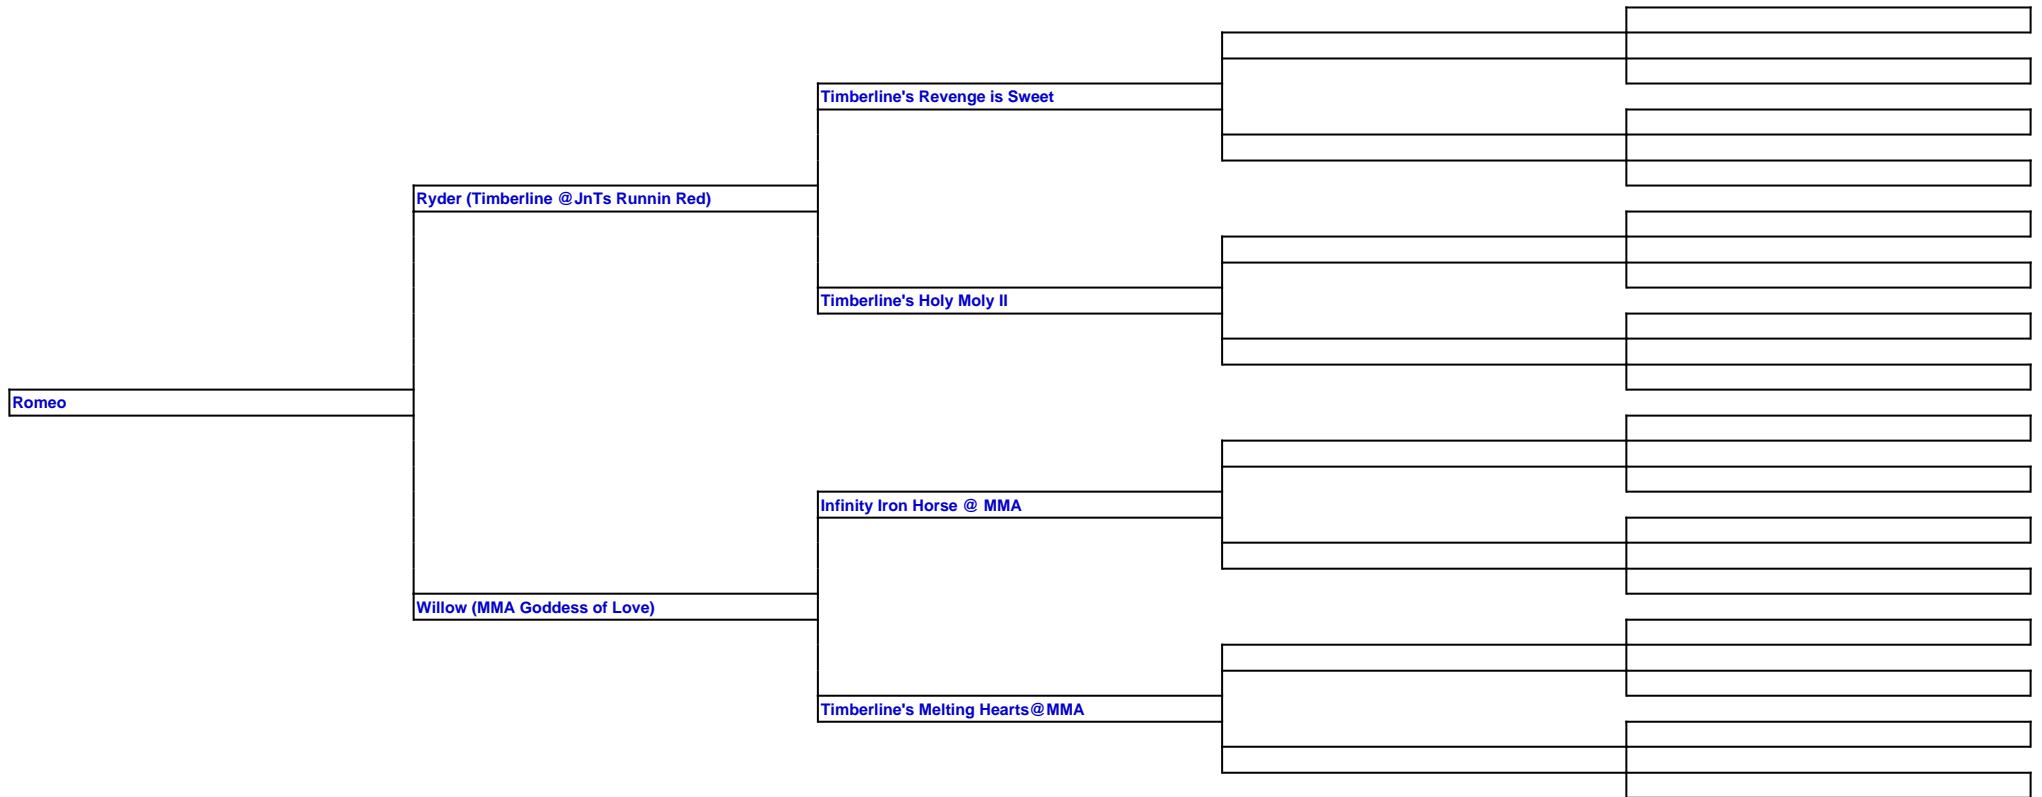 Timberline's Revenge is Sweet
Ryder (Timberline @JnTs Runnin Red)
Timberline's Holy Moly II
Romeo
Infinity Iron Horse @ MMA
Willow (MMA Goddess of Love)
Timberline's Melting Hearts@MMA